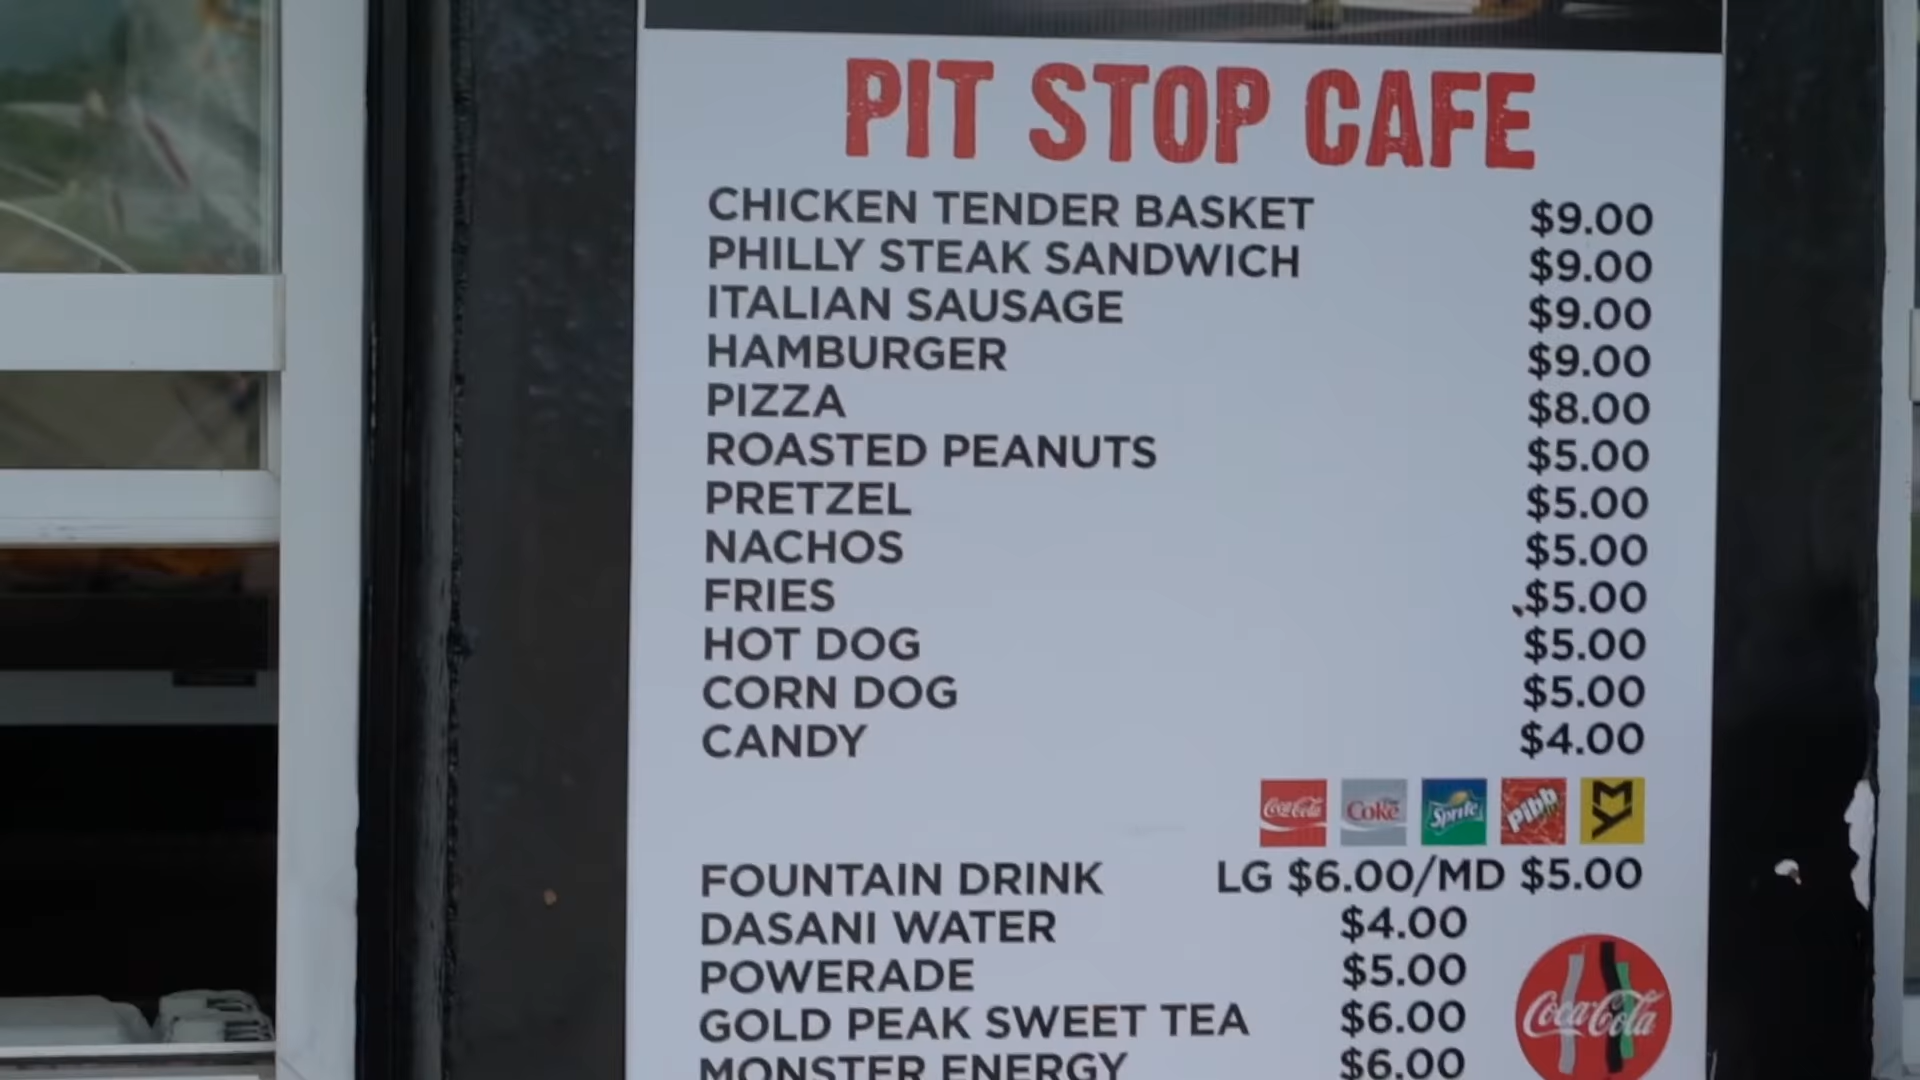 PIT STOP CAFE
CHICKEN TENDER BASKET $9.00
PHILLY STEAK SANDWICH $9.00
ITALIAN SAUSAGE $9.00
HAMBURGER $9.00
PIZZA $8.00
ROASTED PEANUTS $5.00
PRETZEL $5.00
NACHOS $5.00
FRIES $5.00
HOT DOG $5.00
CORN DOG $5.00
CANDY $4.00
Coca-Cola Coke Sprite Pibb MY
FOUNTAIN DRINK LG $6.00/MD $5.00
DASANI WATER $4.00
POWERADE $5.00
GOLD PEAK SWEET TEA $6.00
Coca-Cola
MONSTER ENERGY $6.00